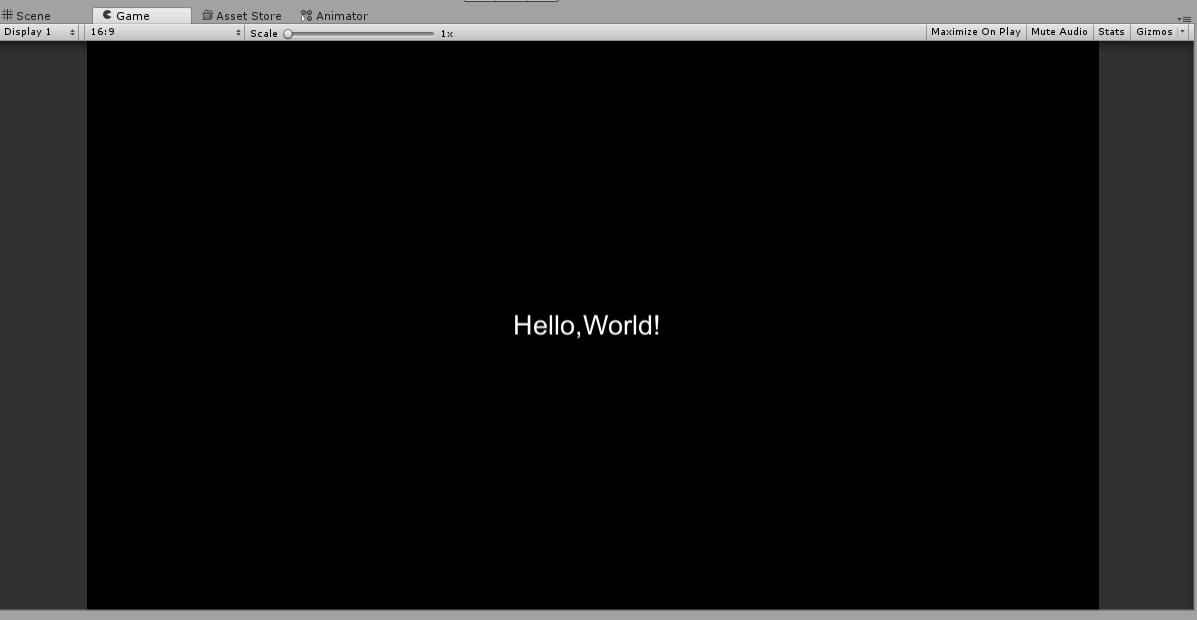 Scene Game Asset Store Animator
Display 1 16:9 Scale 1x Maximize On Play Mute Audio Stats Gizmos
Hello,World!